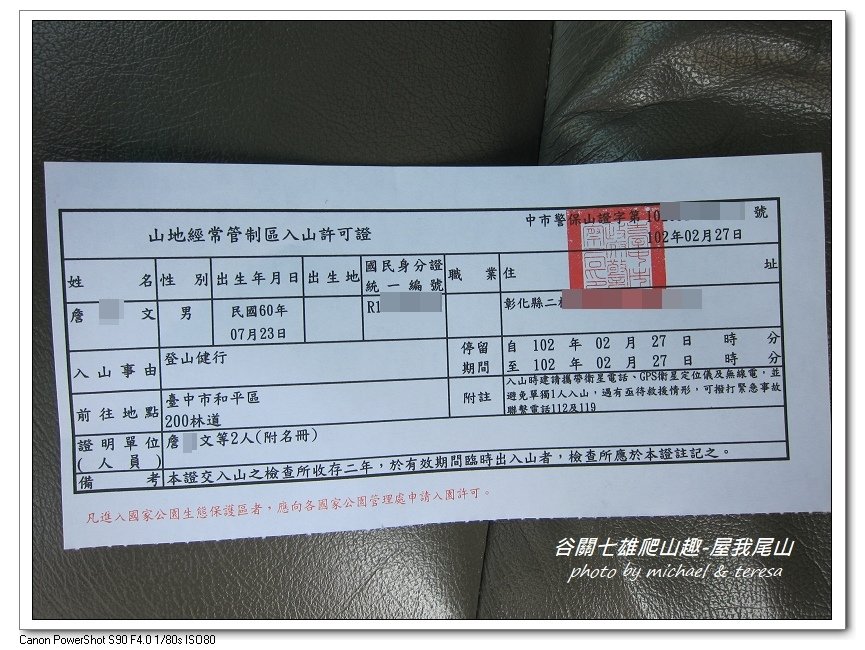 山地經常管制區入山許可證
中市警保山證字第10 號
102年02月27日
姓 名 性 別 出生年月日 出生地 國民身分證統一編號 職 業 住 址
詹 文 男 民國60年07月23日 R1 彰化縣二
入山事由 登山健行
停留期間 自 102 年 02 月 27 日 時 分
至 102 年 02 月 27 日 時 分
前往地點 臺中市和平區
200林道
附註 入山時建請攜帶衛星電話、GPS衛星定位儀及無線電,並
避免單獨1人入山,遇有亟待救援情形,可撥打緊急事故
聯繫電話112及119
證明單位(人員) 詹 文等2人(附名冊)
備 考 本證交入山之檢查所收存二年,於有效期間臨時出入山者,檢查所應於本證註記之。
凡進入國家公園生態保護區者,應向各國家公園管理處申請入園許可。
谷關七雄爬山趣-屋我尾山
photo by michael & teresa
Canon PowerShot S90 F4.0 1/80s ISO80